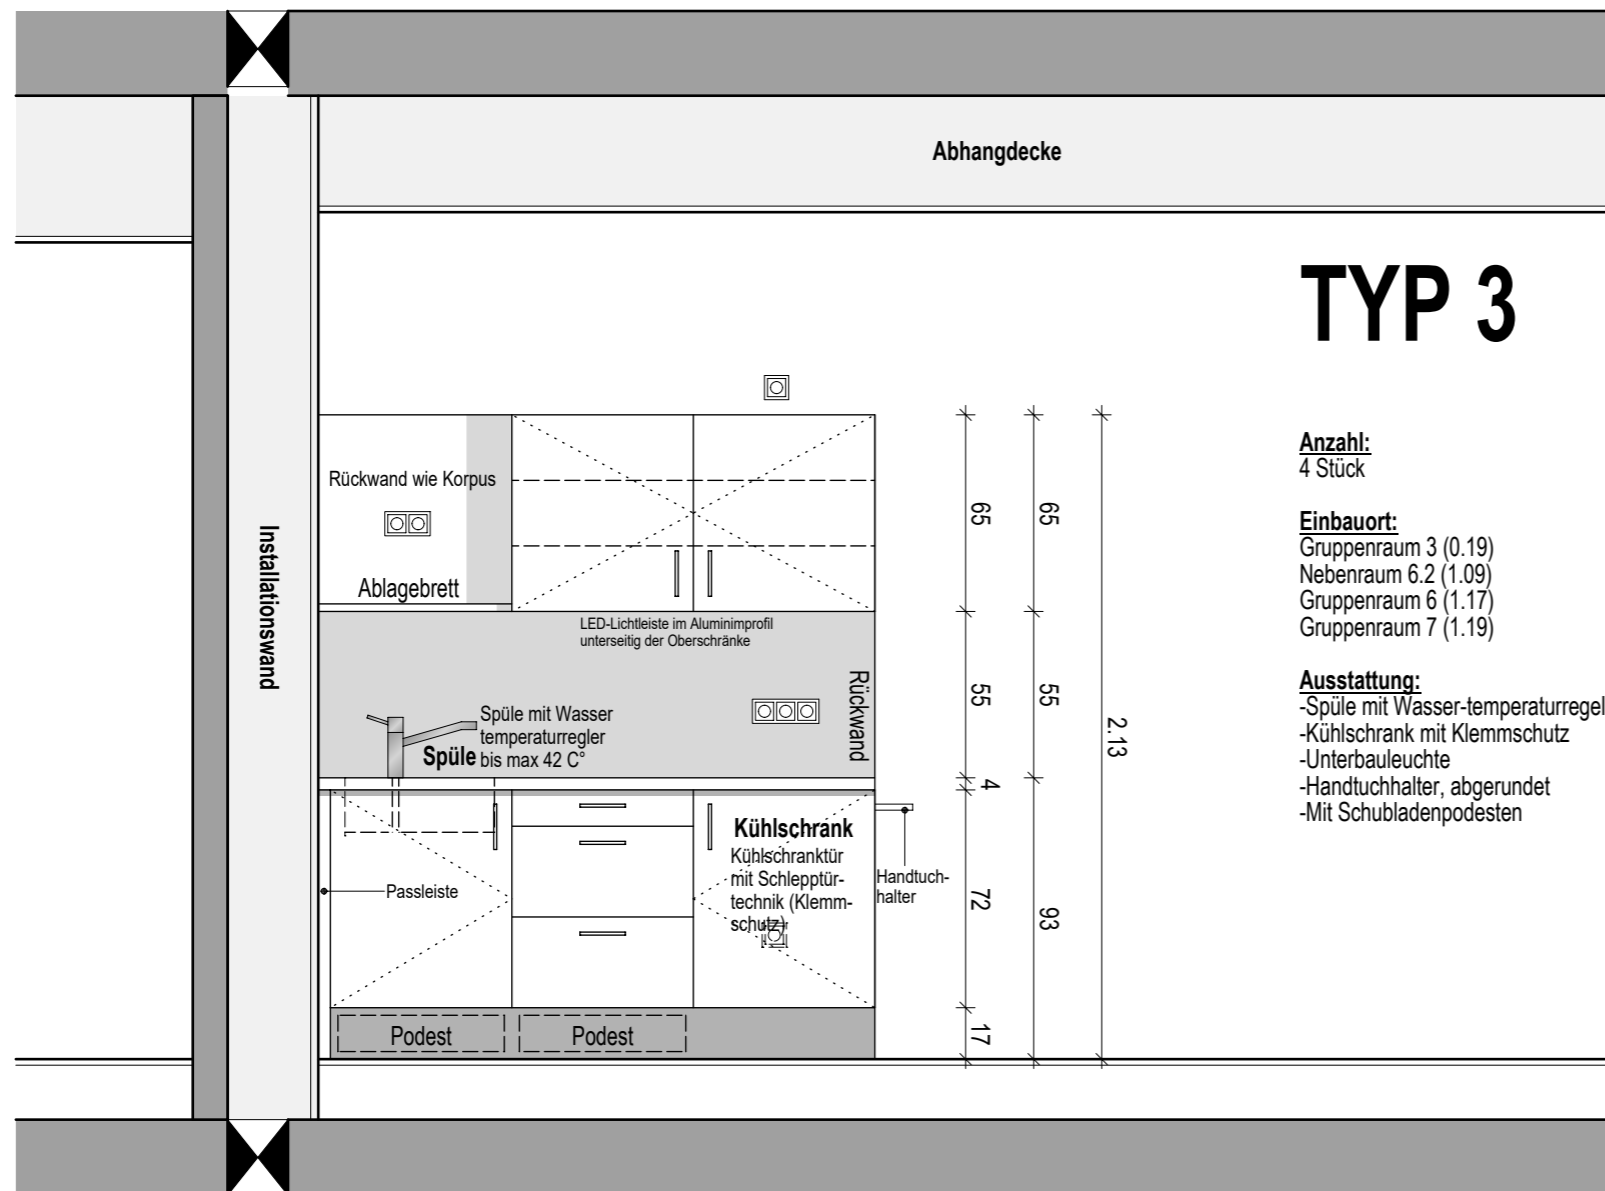 Abhangdecke
TYP 3
Anzahl:
4 Stück
Einbauort:
Gruppenraum 3 (0.19)
Nebenraum 6.2 (1.09)
Gruppenraum 6 (1.17)
Gruppenraum 7 (1.19)
Ausstattung:
-Spüle mit Wasser-temperaturregel
-Kühlschrank mit Klemmschutz
-Unterbauleuchte
-Handtuchhalter, abgerundet
-Mit Schubladenpodesten
Installationswand
Rückwand wie Korpus
Ablagebrett
LED-Lichtleiste im Aluminimprofil
unterseitig der Oberschränke
Rückwand
Spüle mit Wasser
temperaturregler
bis max 42 C°
Spüle
Kühlschrank
Kühlschranktür
mit Schlepptür-
technik (Klemm-
schutz)
Handtuch-
halter
Passleiste
Podest
Podest
65
55
4
72
17
65
55
93
2.13